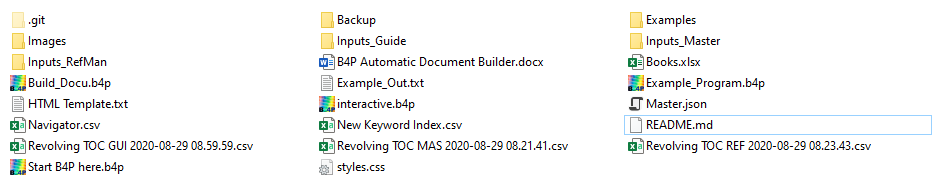 .git
Backup
Examples
Images
Inputs_Guide
Inputs_Master
Inputs_RefMan
B4P Automatic Document Builder.docx
Books.xlsx
Build_Docu.b4p
Example_Out.txt
Example_Program.b4p
HTML Template.txt
interactive.b4p
Master.json
Navigator.csv
New Keyword Index.csv
README.md
Revolving TOC GUI 2020-08-29 08.59.59.csv
Revolving TOC MAS 2020-08-29 08.21.41.csv
Revolving TOC REF 2020-08-29 08.23.43.csv
Start B4P here.b4p
styles.css